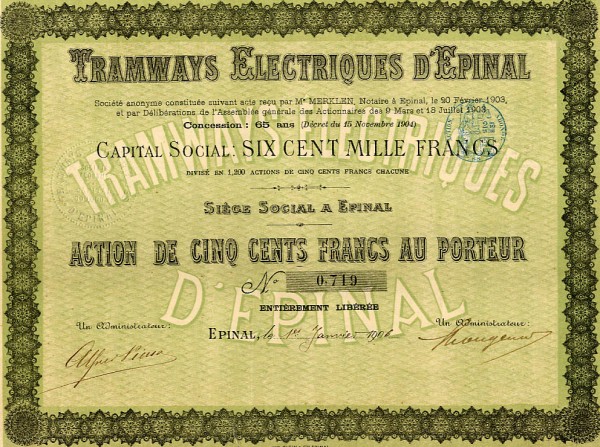 TRAMWAYS ELECTRIQUES D'EPINAL
Société anonyme constituée suivant acte reçu par Me MERKLEN, Notaire à Epinal, le 20 Février 1903,
et par Délibérations de l'Assemblée générale des Actionnaires des 9 Mars et 18 Juillet 1903
Concession: 65 ans (Décret du 15 Novembre 1904)
CAPITAL SOCIAL: SIX CENT MILLE FRANCS
DIVISÉ EN 1,200 ACTIONS DE CINQ CENTS FRANCS CHACUNE
SIÈGE SOCIAL A EPINAL
ACTION DE CINQ CENTS FRANCS AU PORTEUR
No 0,719
ENTIÈREMENT LIBÉRÉE
Un Administrateur: Un Administrateur:
EPINAL, le 1er Janvier 1906
TRAMWAYS ELECTRIQUES
D'EPINAL